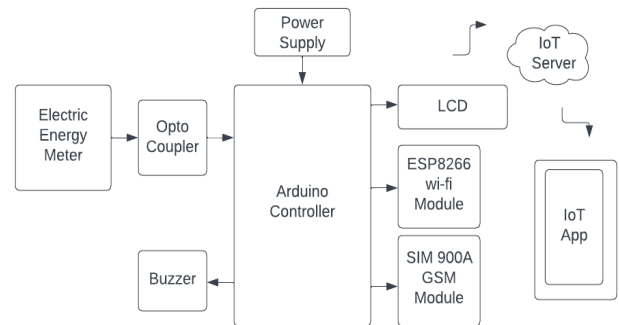 Power
Supply
IoT
Server
Electric
Energy
Meter
Opto
Coupler
LCD
Arduino
Controller
ESP8266
wi-fi
Module
IoT
App
Buzzer
SIM 900A
GSM
Module